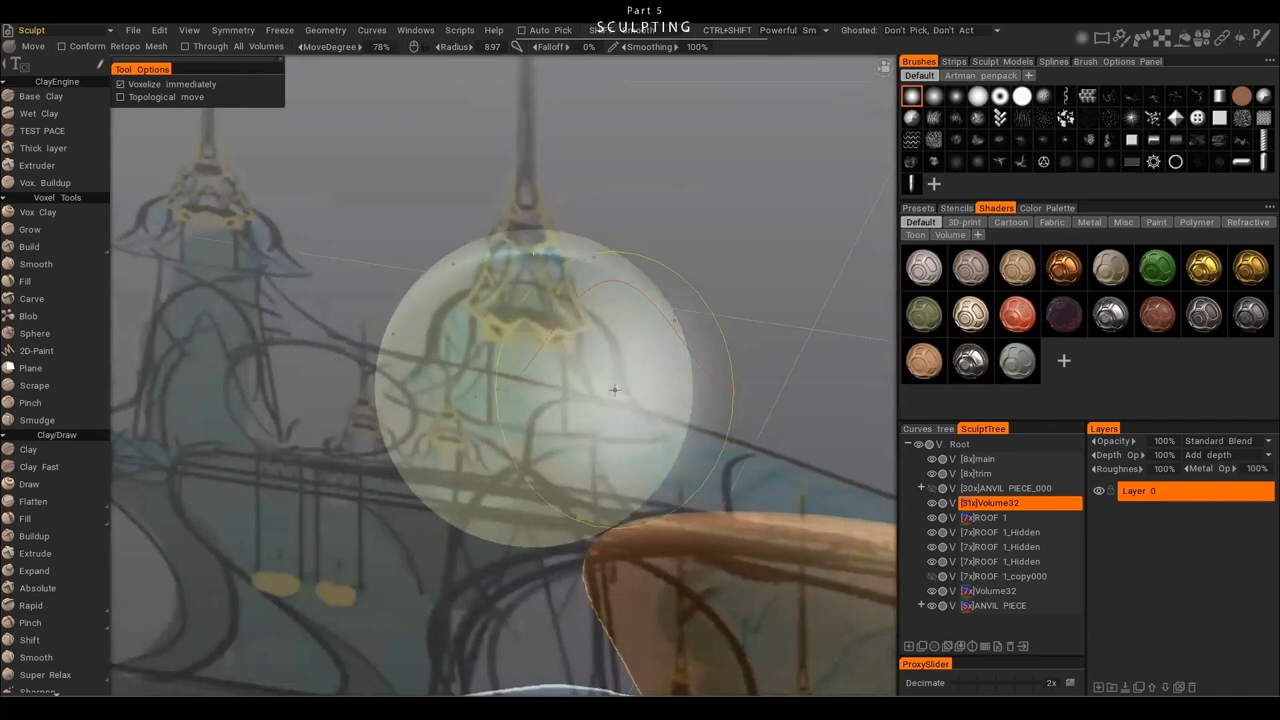 Part 5
SCULPTING
Sculpt File Edit View Symmetry Freeze Geometry Curves Windows Scripts Help Auto Pick CTRL+SHIFT Powerful Sm Ghosted: Don't Pick, Don't Act
Move Conform Retopo Mesh Through All Volumes MoveDegree 78% Radius 8.97 Falloff 0% Smoothing 100%
Tool Options
Voxelize immediately
Topological move
ClayEngine
Base Clay
Wet Clay
TEST PACE
Thick layer
Extruder
Vox. Buildup
Voxel Tools
Vox Clay
Grow
Build
Smooth
Fill
Carve
Blob
Sphere
2D-Paint
Plane
Scrape
Pinch
Smudge
Clay/Draw
Clay
Clay Fast
Draw
Flatten
Fill
Buildup
Extrude
Expand
Absolute
Rapid
Pinch
Shift
Smooth
Super Relax
Brushes Strips Sculpt Models Splines Brush Options Panel
Default Artman penpack
Presets Stencils Shaders Color Palette
Default 3D-print Cartoon Fabric Metal Misc Paint Polymer Refractive
Toon Volume
Curves tree SculptTree
Root
V [8x]main
V [8x]trim
V [30x]ANVIL PIECE_000
V [31x]Volume32
V [7x]ROOF 1
V [7x]ROOF 1_Hidden
V [7x]ROOF 1_Hidden
V [7x]ROOF 1_Hidden
V [7x]ROOF 1_copy000
V [7x]Volume32
V [5x]ANVIL PIECE
ProxySlider
Decimate 2x
Layers
Opacity 100% Standard Blend
Depth Op 100% Add depth
Roughness 100% Metal Op 100%
Layer 0